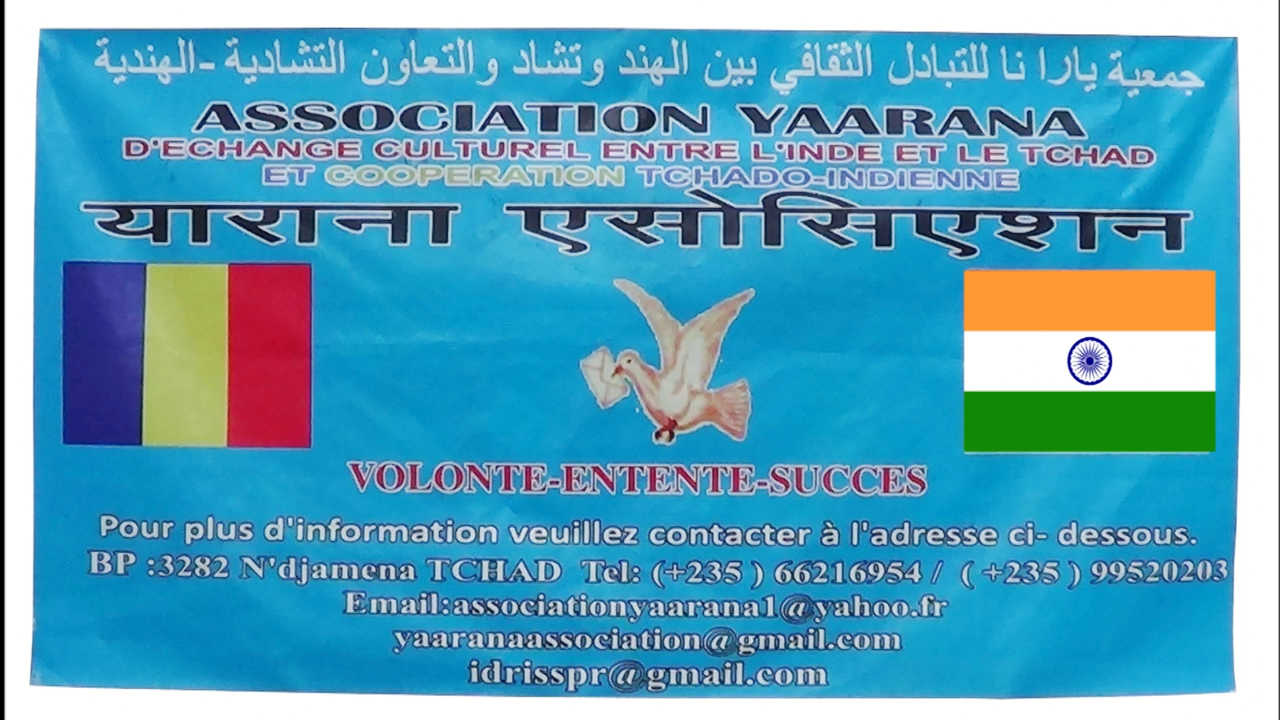 جمعية يارا نا للتبادل الثقافي بين الهند وتشاد والتعاون التشادية -الهندية
ASSOCIATION YAARANA
D'ECHANGE CULTUREL ENTRE L'INDE ET LE TCHAD
ET COOPERATION TCHADO-INDIENNE
याराना एसोसिएशन
VOLONTE-ENTENTE-SUCCES
Pour plus d'information veuillez contacter à l'adresse ci- dessous.
BP :3282 N'djamena TCHAD Tel: (+235 ) 66216954 / ( +235 ) 99520203
Email:associationyaarana1@yahoo.fr
yaaranaassociation@gmail.com
idrisspr@gmail.com